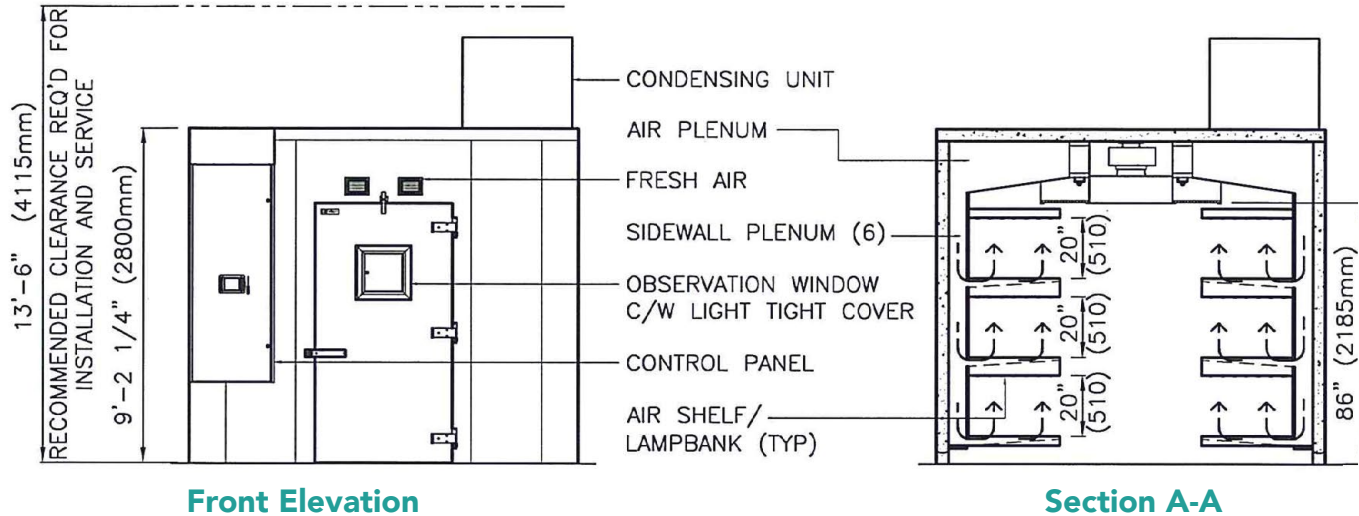 13'-6" (4115mm)
RECOMMENDED CLEARANCE REQ'D FOR
INSTALLATION AND SERVICE
9'-2 1/4" (2800mm)
CONDENSING UNIT
AIR PLENUM
FRESH AIR
SIDEWALL PLENUM (6)
OBSERVATION WINDOW
C/W LIGHT TIGHT COVER
CONTROL PANEL
AIR SHELF/
LAMPBANK (TYP)
20"
(510)
20"
(510)
20"
(510)
86" (2185mm)
Front Elevation
Section A-A